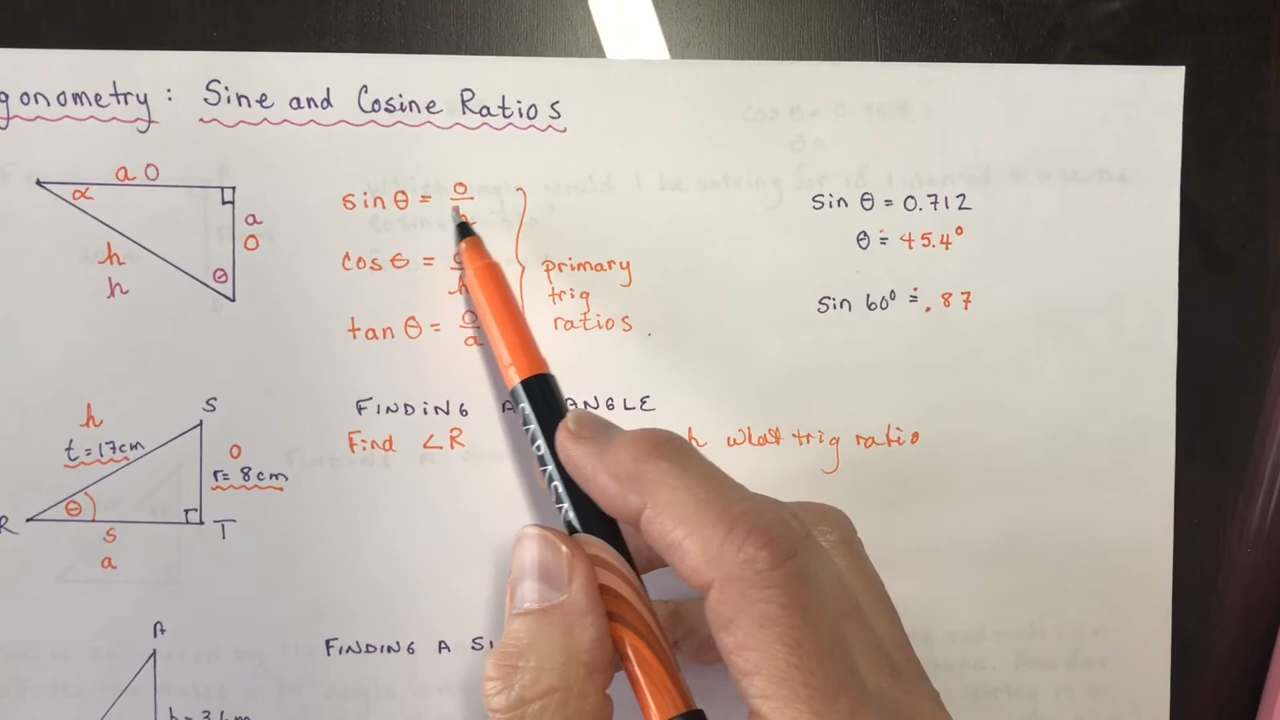 gonometry: Sine and Cosine Ratios
a O
α
a
O
h
h
θ
sin θ = o/h
cos θ =
h
tan θ = o/a
primary
trig
ratios.
sin θ = 0.712
θ ≐ 45.4°
sin 60° ≐ .87
FINDING A ANGLE
Find ∠R
what trig ratio
S
h
t = 17cm
o
r = 8cm
θ
R
s
T
a
FINDING A SI
A